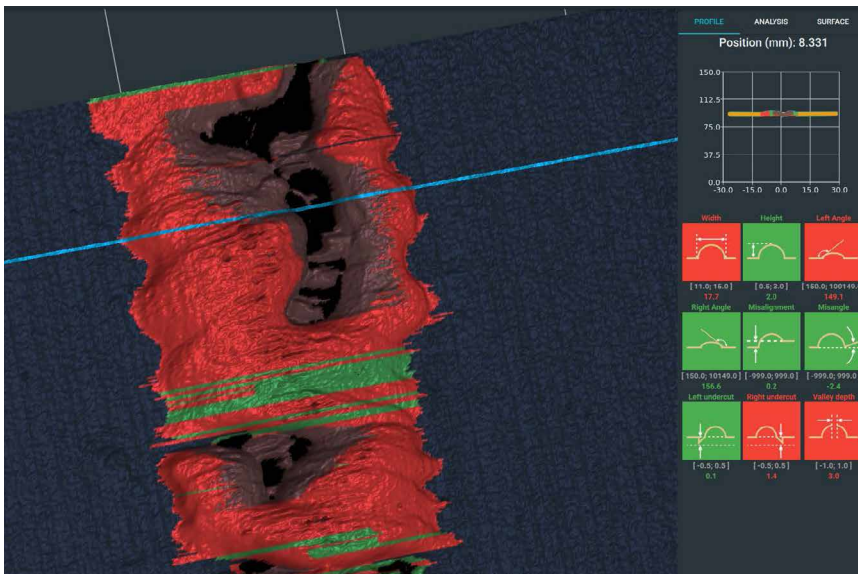 PROFILE ANALYSIS SURFACE
Position (mm): 8.331
150.0
112.5
75.0
37.5
0.0
-30.0 -15.0 0.0 15.0 30.0
Width Height Left Angle
[ 11.0; 15.0 ] [ 0.5; 2.0 ] [ 150.0; 100149.
17.7 2.0 149.1
Right Angle Misalignment Misangle
[ 150.0; 10149.0 ] [ -999.0; 999.0 ] [ -999.0; 999.0
156.6 0.2 -2.4
Left undercut Right undercut Valley depth
[ -0.5; 0.5 ] [ -0.5; 0.5 ] [ -1.0; 1.0 ]
0.1 1.4 3.0